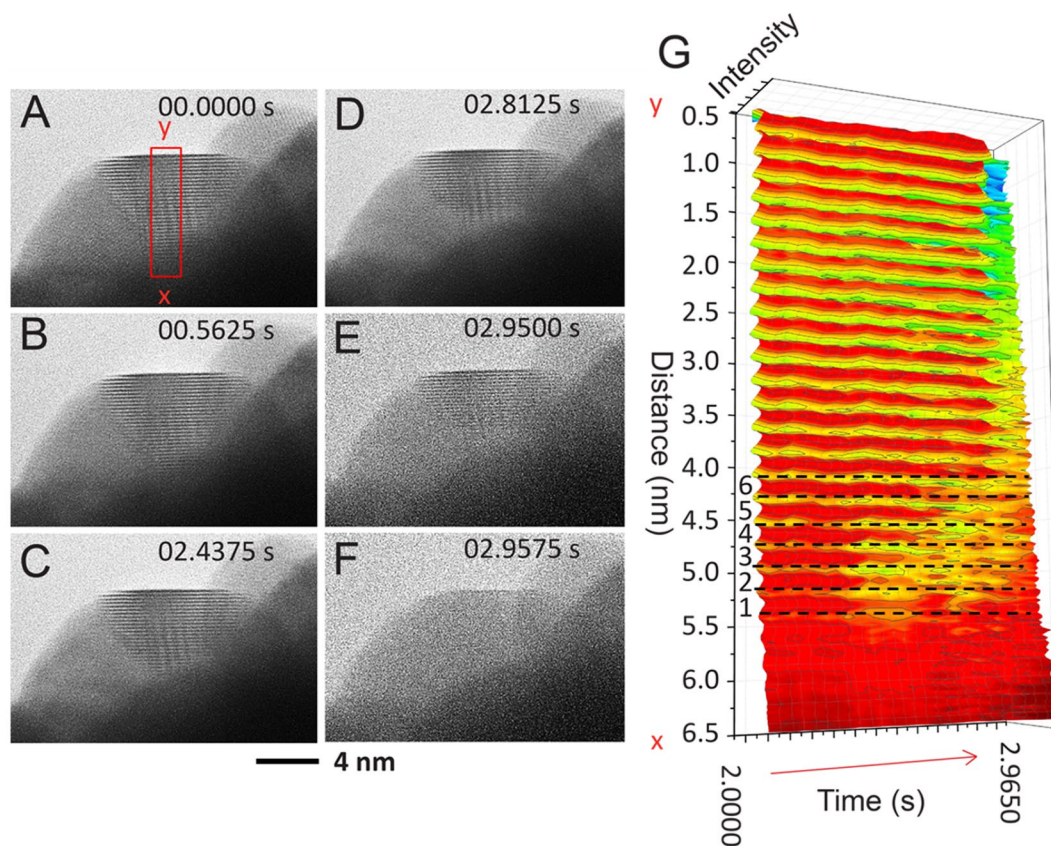 A
00.0000 s
y
x
B
00.5625 s
C
02.4375 s
D
02.8125 s
E
02.9500 s
F
02.9575 s
4 nm
G
Intensity
y
0.5
1.0
1.5
2.0
2.5
3.0
3.5
4.0
4.5
5.0
5.5
6.0
6.5
x
Distance (nm)
6
5
4
3
2
1
2.0000
2.9650
Time (s)